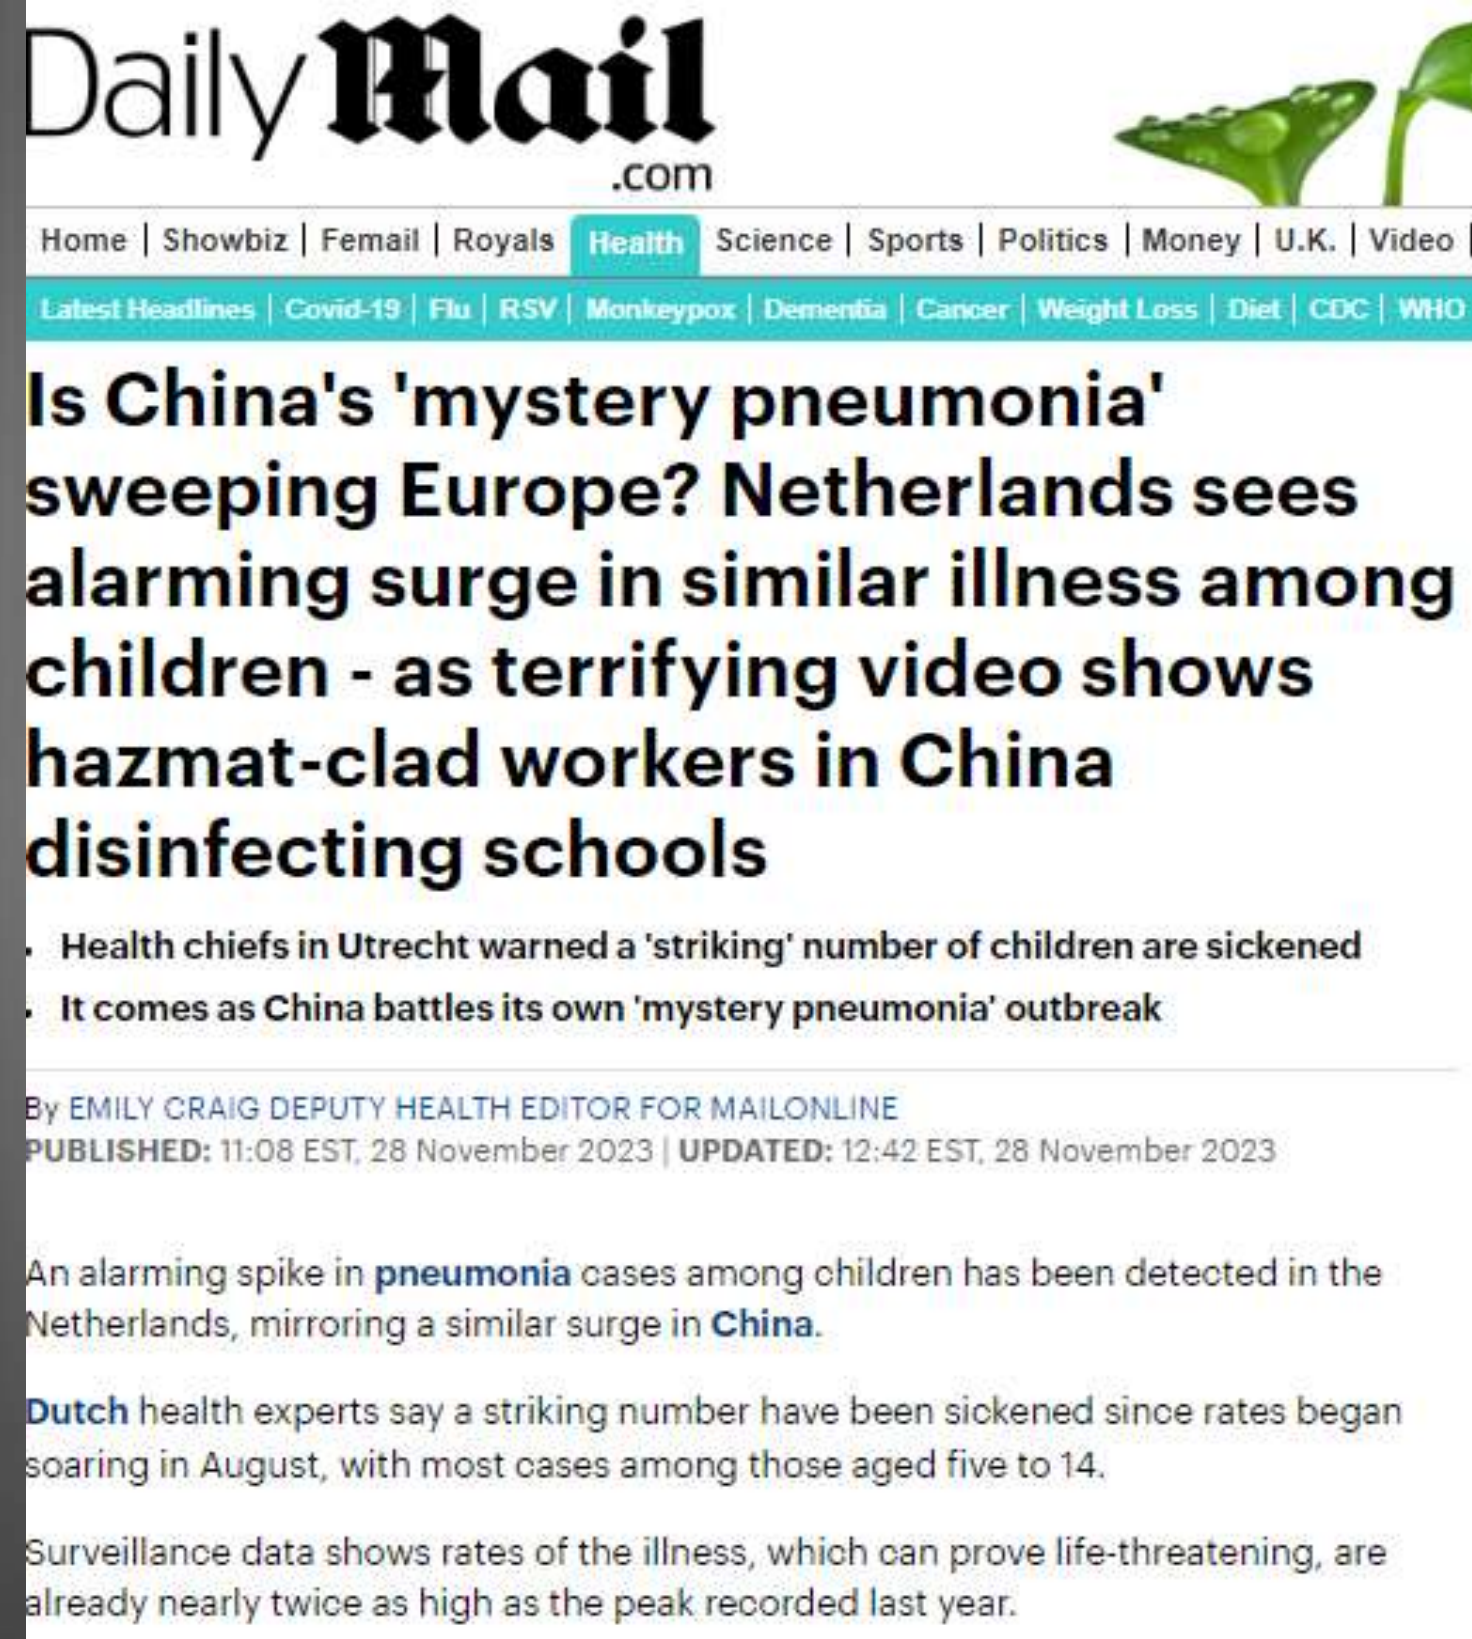 Daily Mail
.com
Home | Showbiz | Femail | Royals Health Science | Sports | Politics | Money | U.K. | Video |
Latest Headlines | Covid-19 | Flu | RSV | Monkeypox | Dementia | Cancer | Weight Loss | Diet | CDC | WHO
Is China's 'mystery pneumonia'
sweeping Europe? Netherlands sees
alarming surge in similar illness among
children - as terrifying video shows
hazmat-clad workers in China
disinfecting schools
• Health chiefs in Utrecht warned a 'striking' number of children are sickened
• It comes as China battles its own 'mystery pneumonia' outbreak
By EMILY CRAIG DEPUTY HEALTH EDITOR FOR MAILONLINE
PUBLISHED: 11:08 EST, 28 November 2023 | UPDATED: 12:42 EST, 28 November 2023
An alarming spike in pneumonia cases among children has been detected in the
Netherlands, mirroring a similar surge in China.
Dutch health experts say a striking number have been sickened since rates began
soaring in August, with most cases among those aged five to 14.
Surveillance data shows rates of the illness, which can prove life-threatening, are
already nearly twice as high as the peak recorded last year.